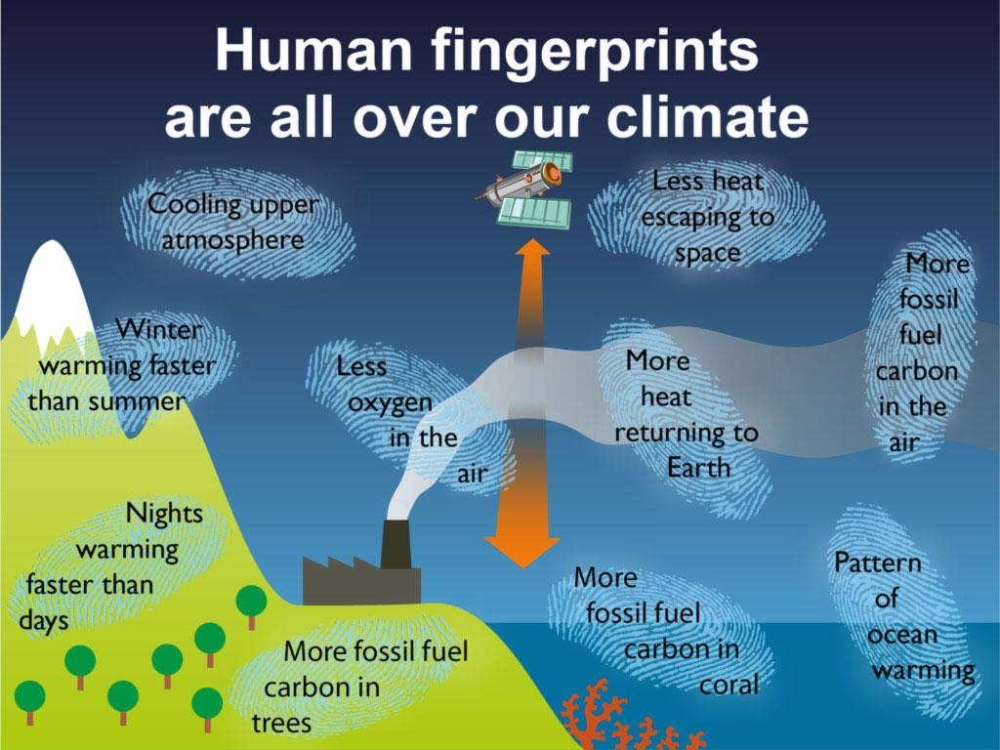 Human fingerprints
are all over our climate
Cooling upper
atmosphere
Less heat
escaping to
space
More
fossil
fuel
carbon
in the
air
Winter
warming faster
than summer
Less
oxygen
in the
air
More
heat
returning to
Earth
Nights
warming
faster than
days
More
fossil fuel
carbon in
coral
Pattern
of
ocean
warming
More fossil fuel
carbon in
trees